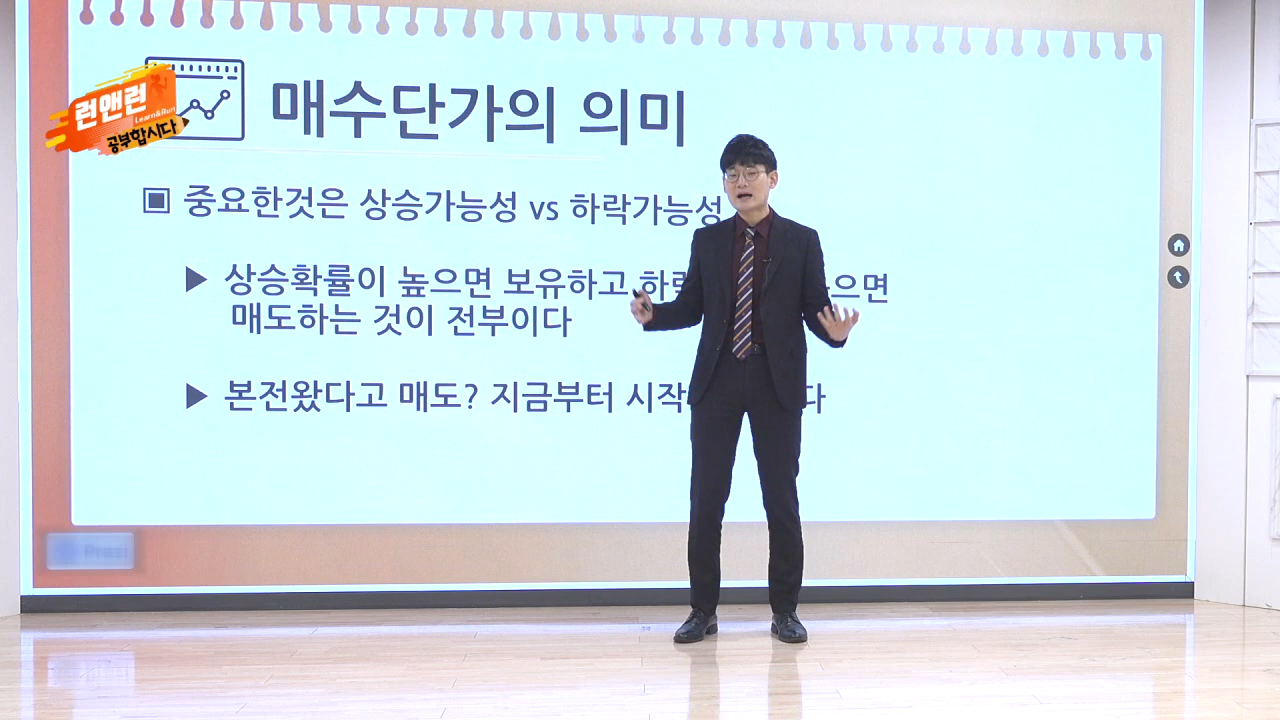 런앤런
Learn&Run
공부합시다
매수단가의 의미
중요한것은 상승가능성 vs 하락가능성
상승확률이 높으면 보유하고 하락 으면
매도하는 것이 전부이다
본전왔다고 매도? 지금부터 시작 다
Prezi